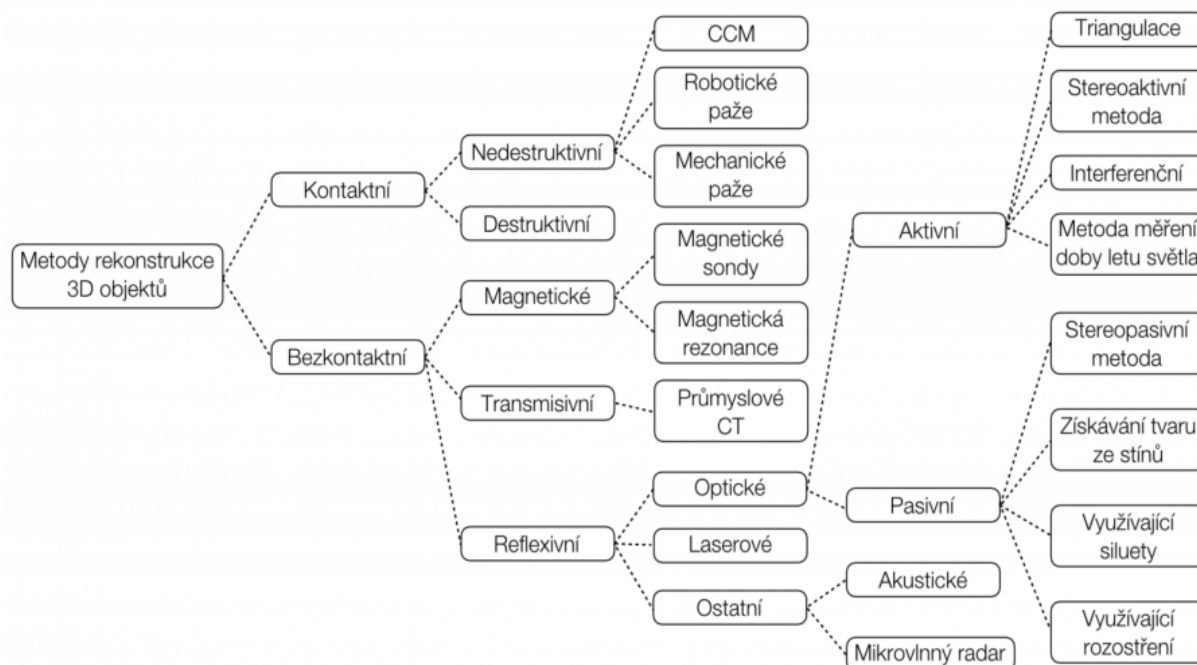 Metody rekonstrukce
3D objektů
Kontaktní
Bezkontaktní
Nedestruktivní
Destruktivní
Magnetické
Transmisivní
Reflexivní
CCM
Robotické
paže
Mechanické
paže
Magnetické
sondy
Magnetická
rezonance
Průmyslové
CT
Optické
Laserové
Ostatní
Aktivní
Pasivní
Akustické
Mikrovlnný radar
Triangulace
Stereoaktivní
metoda
Interferenční
Metoda měření
doby letu světla
Stereopasivní
metoda
Získávání tvaru
ze stínů
Využívající
siluety
Využívající
rozostření